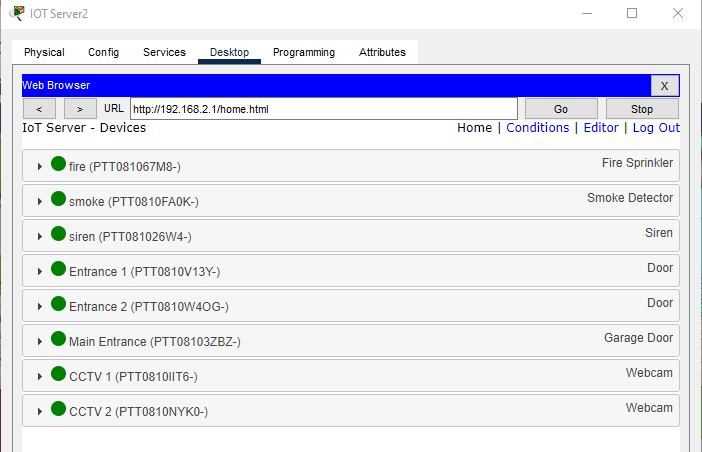 IOT Server2
Physical Config Services Desktop Programming Attributes
Web Browser X
< > URL http://192.168.2.1/home.html Go Stop
IoT Server - Devices Home | Conditions | Editor | Log Out
fire (PTT081067M8-) Fire Sprinkler
smoke (PTT0810FA0K-) Smoke Detector
siren (PTT081026W4-) Siren
Entrance 1 (PTT0810V13Y-) Door
Entrance 2 (PTT0810W4OG-) Door
Main Entrance (PTT08103ZBZ-) Garage Door
CCTV 1 (PTT0810IIT6-) Webcam
CCTV 2 (PTT0810NYK0-) Webcam